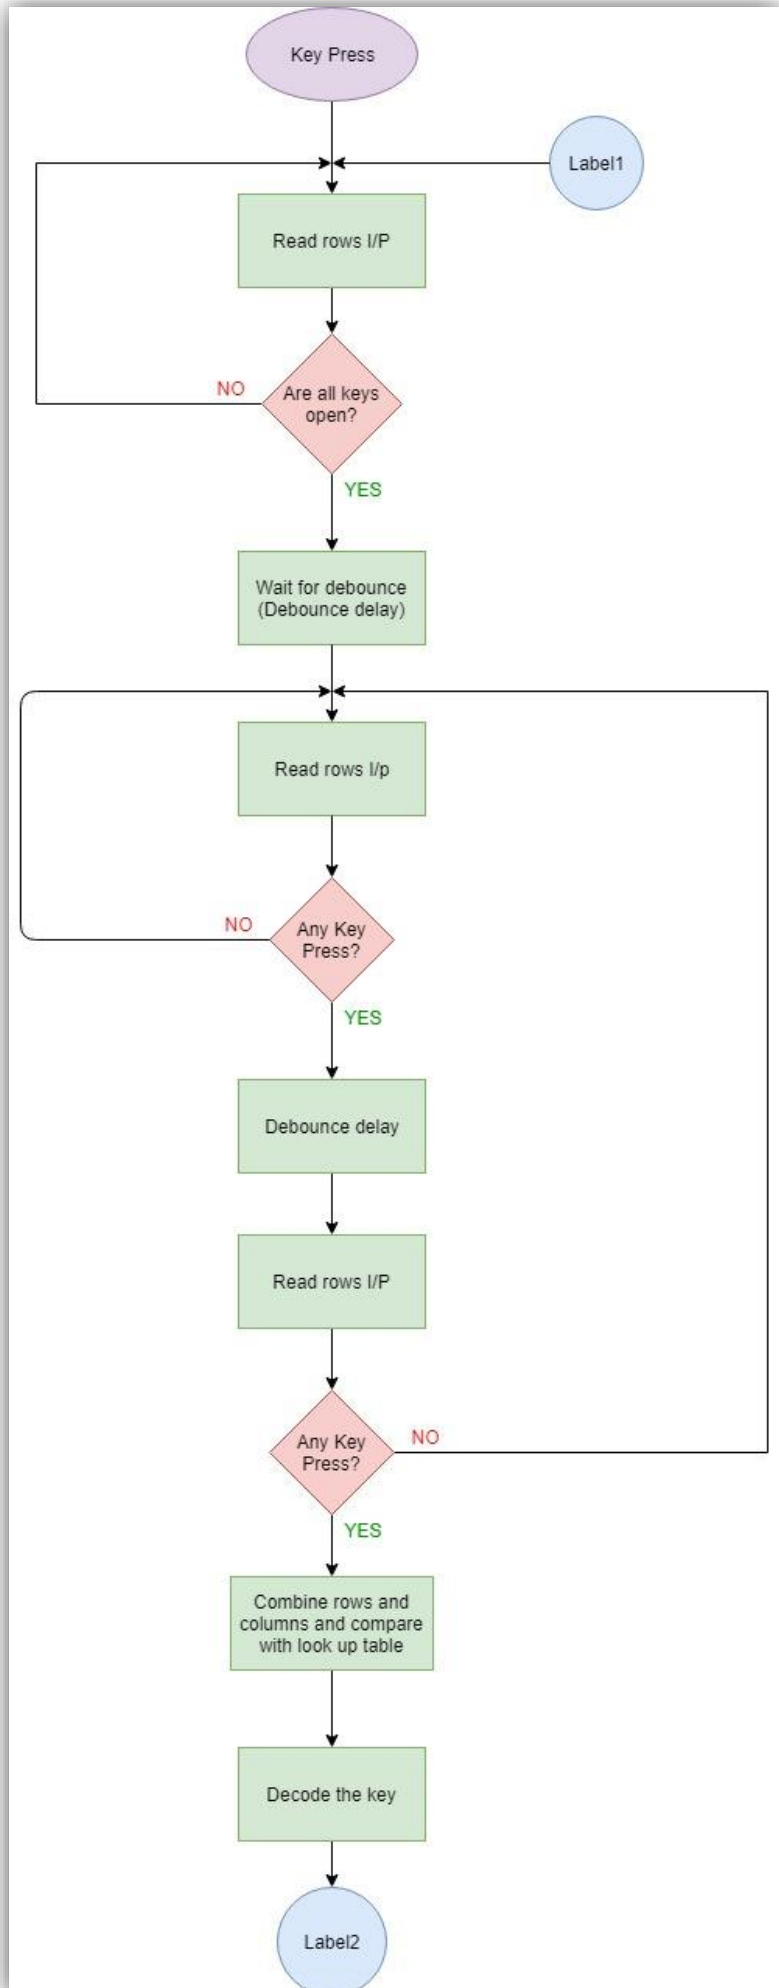 Key Press
Label1
Read rows I/P
Are all keys
open?
NO
YES
Wait for debounce
(Debounce delay)
Read rows I/p
Any Key
Press?
NO
YES
Debounce delay
Read rows I/P
Any Key
Press?
NO
YES
Combine rows and
columns and compare
with look up table
Decode the key
Label2